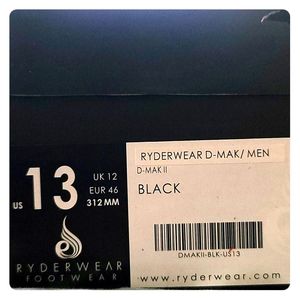 US 13
UK 12
EUR 46
312 MM
RYDERWEAR
FOOTWEAR
RYDERWEAR D-MAK/ MEN
D-MAK II
BLACK
DMAKII-BLK-US13
www.ryderwear.com